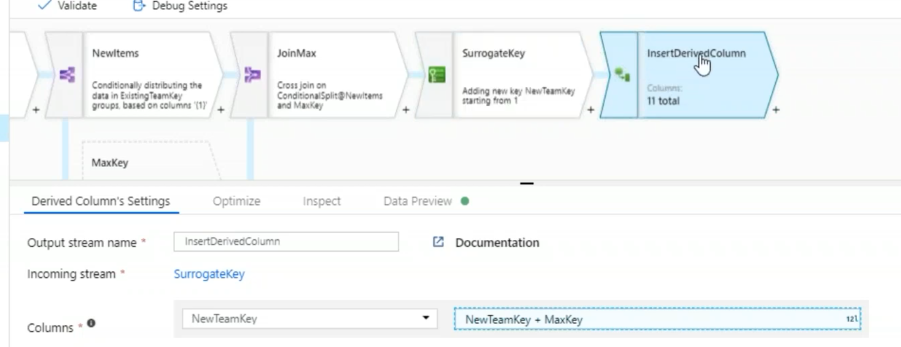 Validate
Debug Settings
NewItems
Conditionally distributing the
data in ExistingTeamKey
groups, based on columns '{1}'
+
JoinMax
Cross join on
ConditionalSplit@NewItems
and MaxKey
+
SurrogateKey
Adding new key NewTeamKey
starting from 1
+
InsertDerivedColumn
Columns:
11 total
+
MaxKey
Derived Column's Settings
Optimize
Inspect
Data Preview
Output stream name *
InsertDerivedColumn
Documentation
Incoming stream *
SurrogateKey
Columns *
NewTeamKey
NewTeamKey + MaxKey